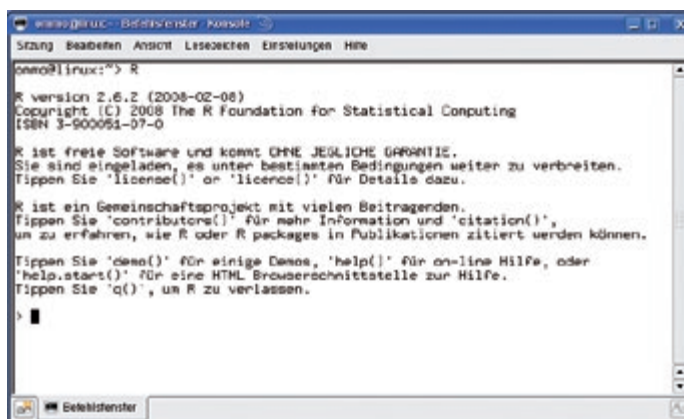 onno@linux: - Befehlsfenster - Konsole
Sitzung Bearbeiten Ansicht Lesezeichen Einstellungen Hilfe
onno@linux:~> R
R version 2.6.2 (2008-02-08)
Copyright (C) 2008 The R Foundation for Statistical Computing
ISBN 3-900051-07-0
R ist freie Software und kommt OHNE JEGLICHE GARANTIE.
Sie sind eingeladen, es unter bestimmten Bedingungen weiter zu verbreiten.
Tippen Sie 'license()' or 'licence()' für Details dazu.
R ist ein Gemeinschaftsprojekt mit vielen Beitragenden.
Tippen Sie 'contributors()' für mehr Information und 'citation()',
um zu erfahren, wie R oder R packages in Publikationen zitiert werden können.
Tippen Sie 'demo()' für einige Demos, 'help()' für on-line Hilfe, oder
'help.start()' für eine HTML Browserschnittstelle zur Hilfe.
Tippen Sie 'q()', um R zu verlassen.
>
Befehlsfenster